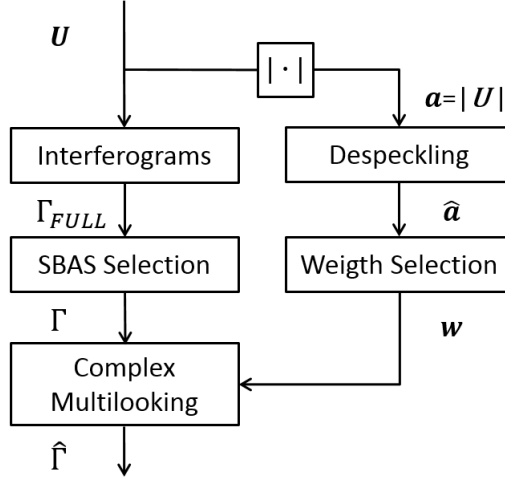 U
| · |
a=| U |
Interferograms
Despeckling
Γ_FULL
â
SBAS Selection
Weigth Selection
Γ
w
Complex
Multilooking
Γ̂